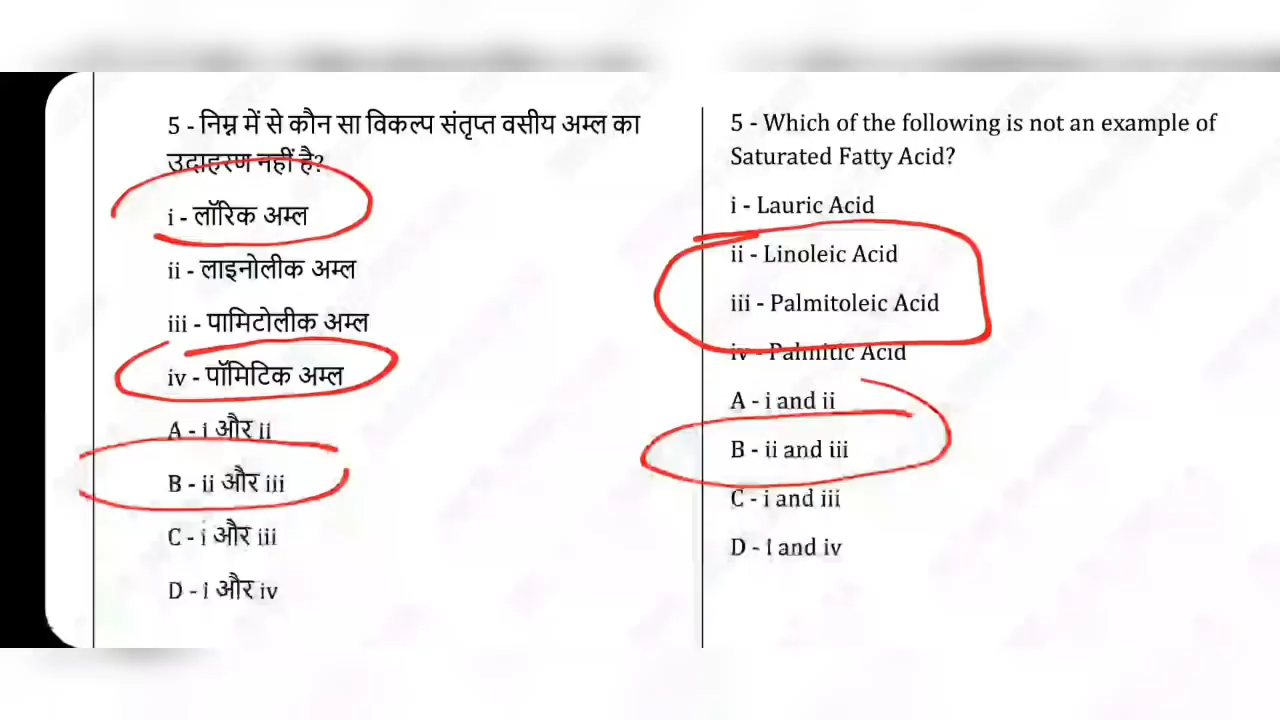 5 - निम्न में से कौन सा विकल्प संतृप्त वसीय अम्ल का
उदाहरण नहीं है?
i - लॉरिक अम्ल
ii - लाइनोलीक अम्ल
iii - पामिटोलीक अम्ल
iv - पॉमिटिक अम्ल
A - i और ii
B - ii और iii
C - i और iii
D - i और iv
5 - Which of the following is not an example of
Saturated Fatty Acid?
i - Lauric Acid
ii - Linoleic Acid
iii - Palmitoleic Acid
iv - Palmitic Acid
A - i and ii
B - ii and iii
C - i and iii
D - i and iv